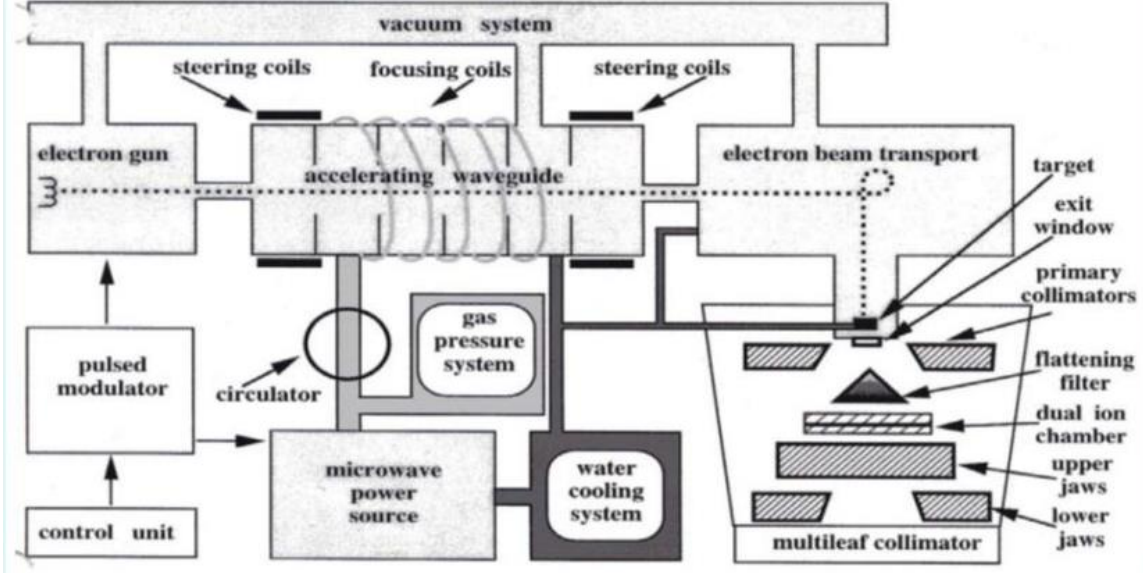 vacuum system
steering coils
focusing coils
steering coils
electron gun
accelerating waveguide
electron beam transport
target
exit
window
primary
collimators
gas
pressure
system
pulsed
modulator
circulator
flattening
filter
dual ion
chamber
upper
jaws
microwave
power
source
water
cooling
system
control unit
lower
jaws
multileaf collimator